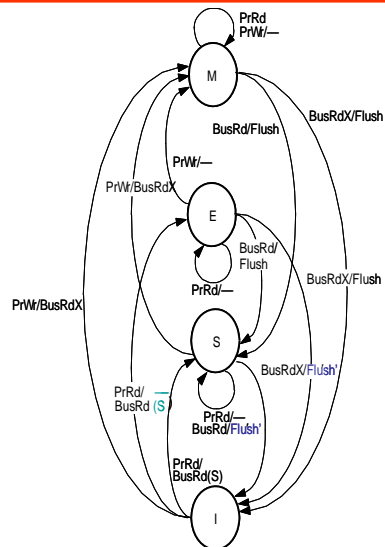 PrRd
PrWr/—
M
BusRd/Flush
BusRdX/Flush
PrWr/—
PrWr/BusRdX
E
BusRd/
Flush
PrRd/—
BusRdX/Flush
PrWr/BusRdX
S
BusRdX/Flush'
PrRd/
BusRd(S)
PrRd/—
BusRd/Flush'
PrRd/
BusRd(S)
I